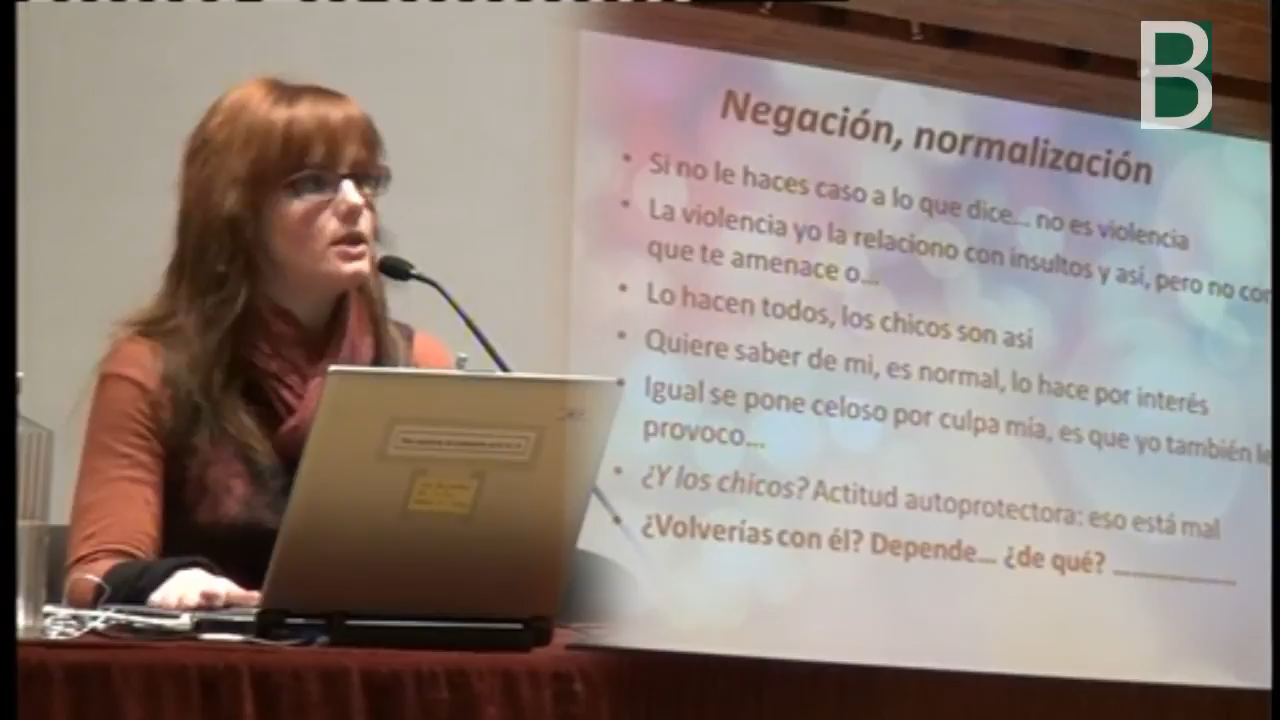 B
Negación, normalización
• Si no le haces caso a lo que dice... no es violencia
• La violencia yo la relaciono con insultos y así, pero no con
que te amenace o...
• Lo hacen todos, los chicos son asi
• Quiere saber de mi, es normal, lo hace por interés
• Igual se pone celoso por culpa mía, es que yo también le
provoco...
• ¿Y los chicos? Actitud autoprotectora: eso está mal
• ¿Volverías con él? Depende... ¿de qué? ..................